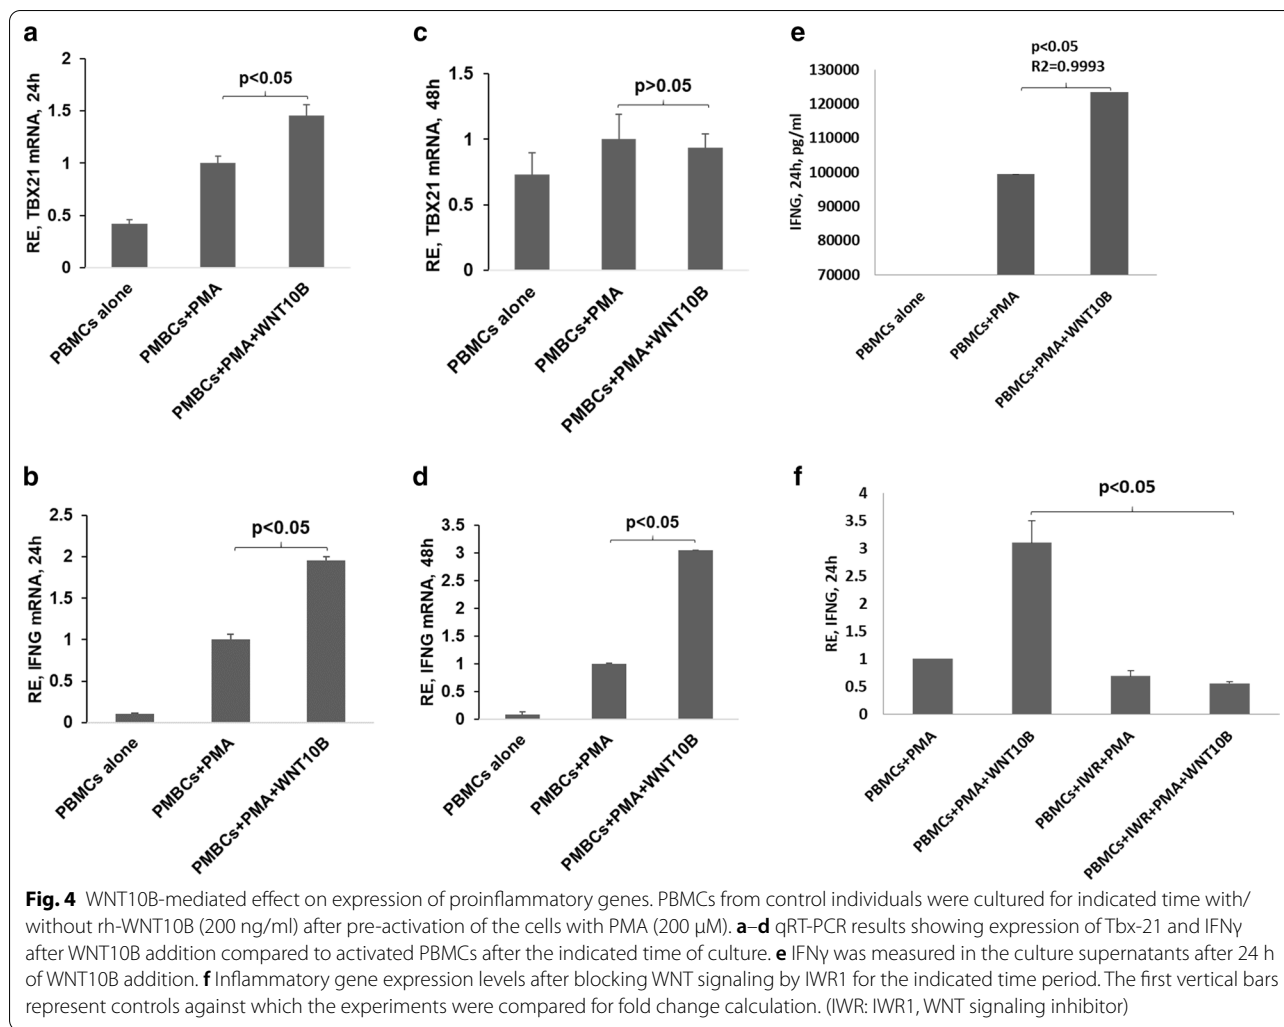 a
RE, TBX21 mRNA, 24h
2
1.5
1
0.5
0
p<0.05
PBMCs alone
PMBCs+PMA
PMBCs+PMA+WNT10B
c
RE, TBX21 mRNA, 48h
1.5
1
0.5
0
p>0.05
PBMCs alone
PMBCs+PMA
PMBCs+PMA+WNT10B
e
IFNG, 24h, pg/ml
p<0.05
R2=0.9993
130000
120000
110000
100000
90000
80000
70000
PBMCs alone
PBMCs+PMA
PBMCs+PMA+WNT10B
b
RE, IFNG mRNA, 24h
2.5
2
1.5
1
0.5
0
p<0.05
PBMCs alone
PMBCs+PMA
PMBCs+PMA+WNT10B
d
RE, IFNG mRNA, 48h
3.5
3
2.5
2
1.5
1
0.5
0
p<0.05
PBMCs alone
PMBCs+PMA
PMBCs+PMA+WNT10B
f
RE, IFNG, 24h
4
3.5
3
2.5
2
1.5
1
0.5
0
p<0.05
PBMCs+PMA
PBMCs+PMA+WNT10B
PBMCs+IWR+PMA
PBMCs+IWR+PMA+WNT10B
Fig. 4 WNT10B-mediated effect on expression of proinflammatory genes. PBMCs from control individuals were cultured for indicated time with/
without rh-WNT10B (200 ng/ml) after pre-activation of the cells with PMA (200 µM). a–d qRT-PCR results showing expression of Tbx-21 and IFNγ
after WNT10B addition compared to activated PBMCs after the indicated time of culture. e IFNγ was measured in the culture supernatants after 24 h
of WNT10B addition. f Inflammatory gene expression levels after blocking WNT signaling by IWR1 for the indicated time period. The first vertical bars
represent controls against which the experiments were compared for fold change calculation. (IWR: IWR1, WNT signaling inhibitor)